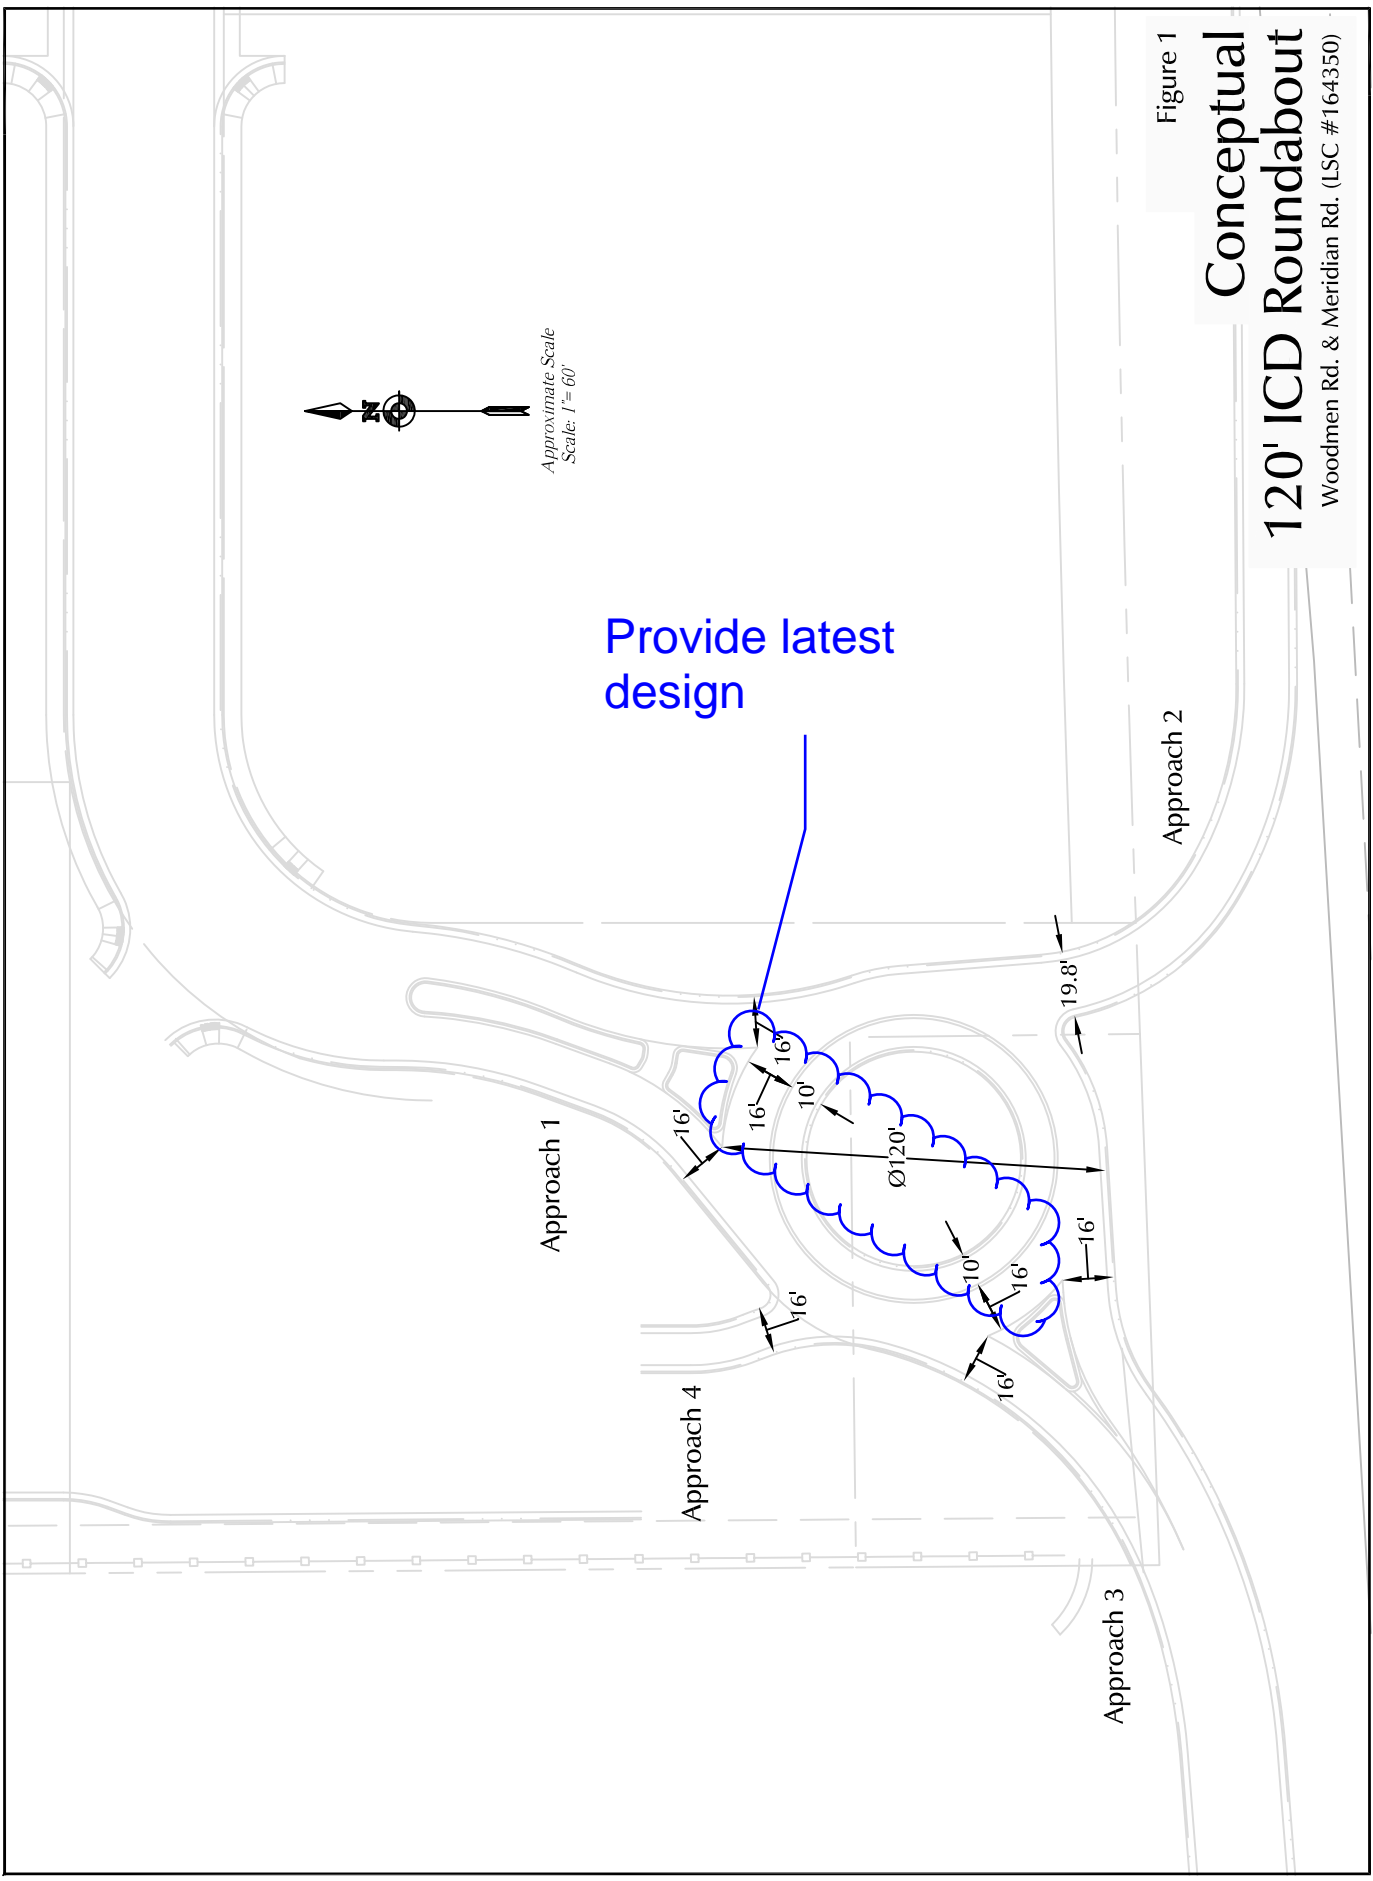 Figure 1
Conceptual
120' ICD Roundabout
Woodmen Rd. & Meridian Rd. (LSC #164350)
N
Approximate Scale
Scale: 1"= 60'
Provide latest
design
Approach 2
19.8'
16'
16'
10'
16'
Approach 1
Ø120'
16'
10'
16'
16'
16'
Approach 4
Approach 3